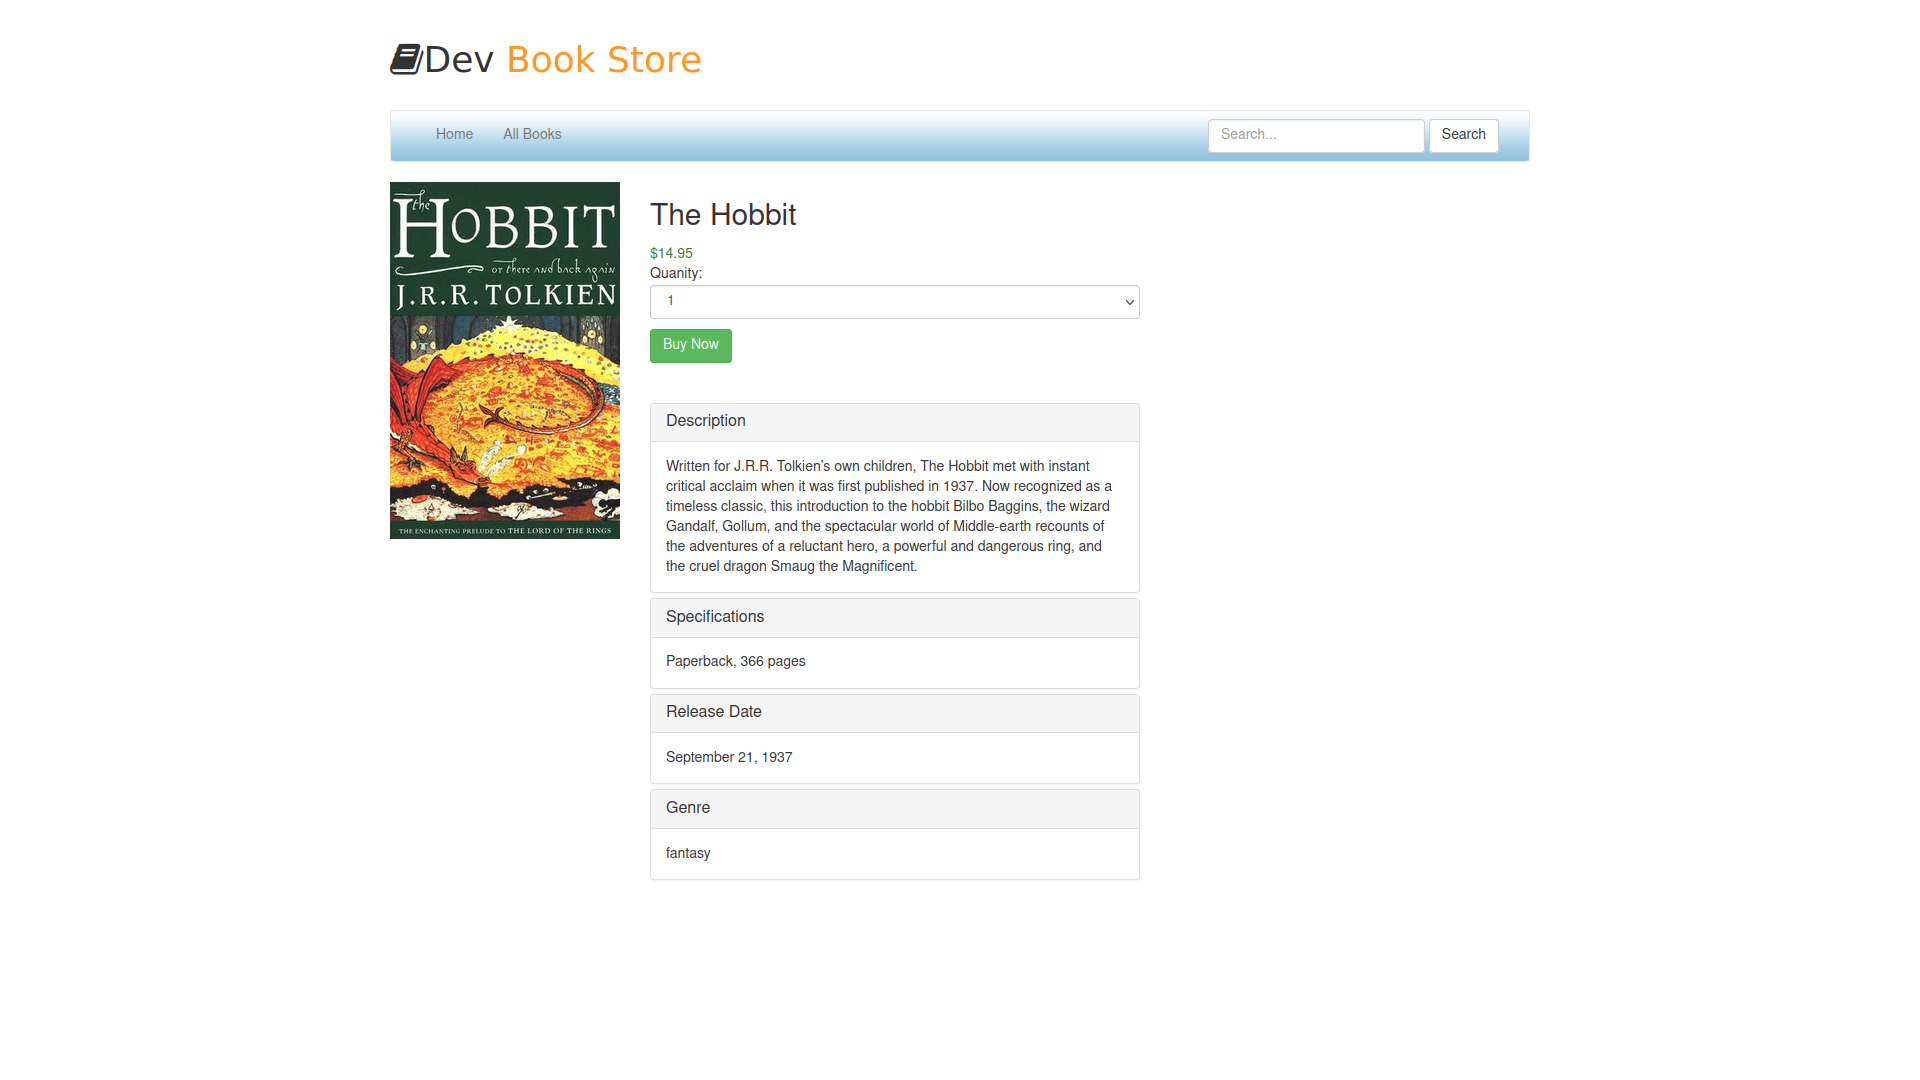 Dev Book Store
Home
All Books
Search...
Search
the
HOBBIT
or there and back again
J.R.R. TOLKIEN
THE ENCHANTING PRELUDE TO THE LORD OF THE RINGS
The Hobbit
$14.95
Quanity:
1
Buy Now
Description
Written for J.R.R. Tolkien’s own children, The Hobbit met with instant
critical acclaim when it was first published in 1937. Now recognized as a
timeless classic, this introduction to the hobbit Bilbo Baggins, the wizard
Gandalf, Gollum, and the spectacular world of Middle-earth recounts of
the adventures of a reluctant hero, a powerful and dangerous ring, and
the cruel dragon Smaug the Magnificent.
Specifications
Paperback, 366 pages
Release Date
September 21, 1937
Genre
fantasy